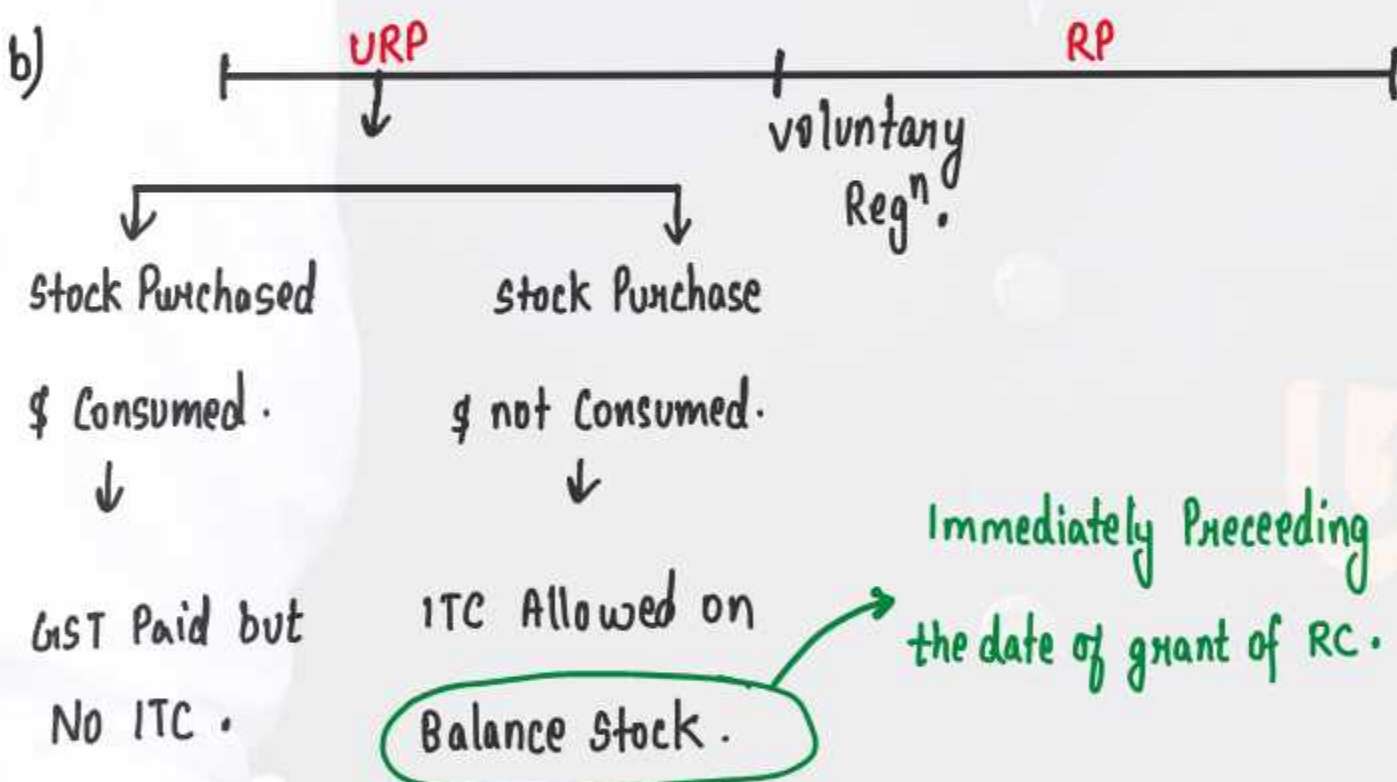 b)
URP
RP
voluntary
Regⁿ.
Stock Purchased
$ Consumed.
GST Paid but
No ITC.
Stock Purchase
$ not Consumed.
ITC Allowed on
Balance Stock.
Immediately Preceeding
the date of grant of RC.